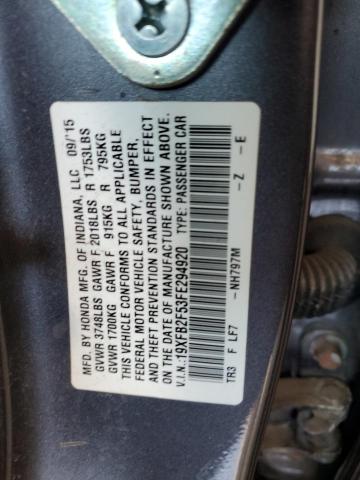 MFD. BY HONDA MFG. OF INDIANA, LLC 09/'15
GVWR 3748LBS GAWR F 2018LBS R 1753LBS
GVWR 1700KG GAWR F 915KG R 795KG
THIS VEHICLE CONFORMS TO ALL APPLICABLE
FEDERAL MOTOR VEHICLE SAFETY, BUMPER,
AND THEFT PREVENTION STANDARDS IN EFFECT
ON THE DATE OF MANUFACTURE SHOWN ABOVE.
V.I.N.:19XFB2F53FE294920 TYPE: PASSENGER CAR
TR3 F LF7 -NH797M -Z -E